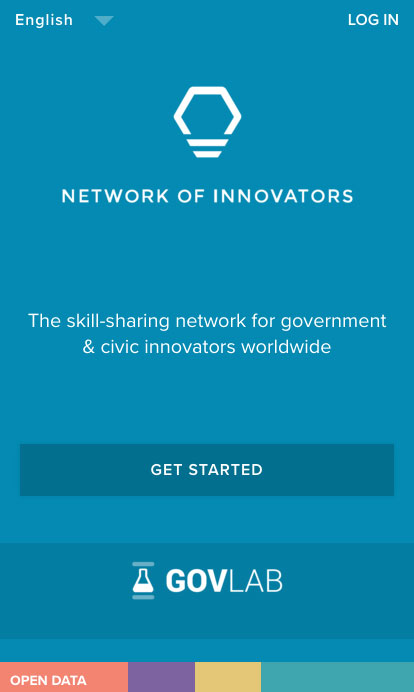 English
LOG IN
NETWORK OF INNOVATORS
The skill-sharing network for government
& civic innovators worldwide
GET STARTED
GOVLAB
OPEN DATA